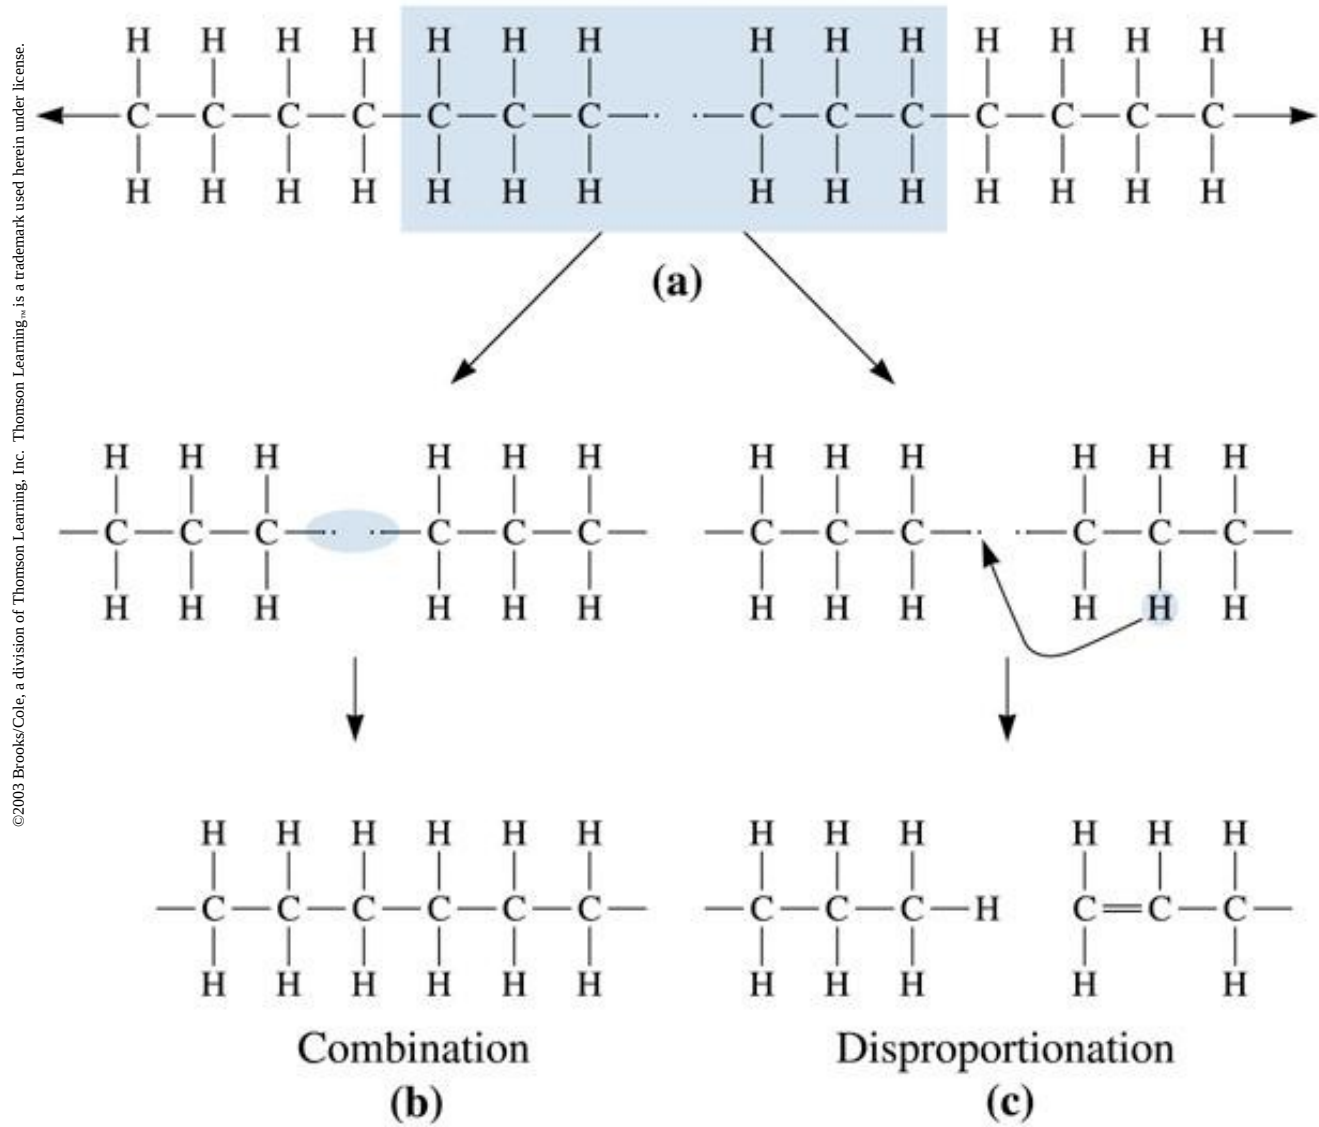 H H H H H H H H H H H H H H
C C C C C C C · · C C C C C C C
H H H H H H H H H H H H H H
(a)
H H H H H H H H H H H H
C C C · · C C C C C C · · C C C
H H H H H H H H H H H H
H H H H H H H H H H H H
C C C C C C C C C H C C C
H H H H H H H H H H H
Combination Disproportionation
(b) (c)
©2003 Brooks/Cole, a division of Thomson Learning, Inc. Thomson Learning™ is a trademark used herein under license.